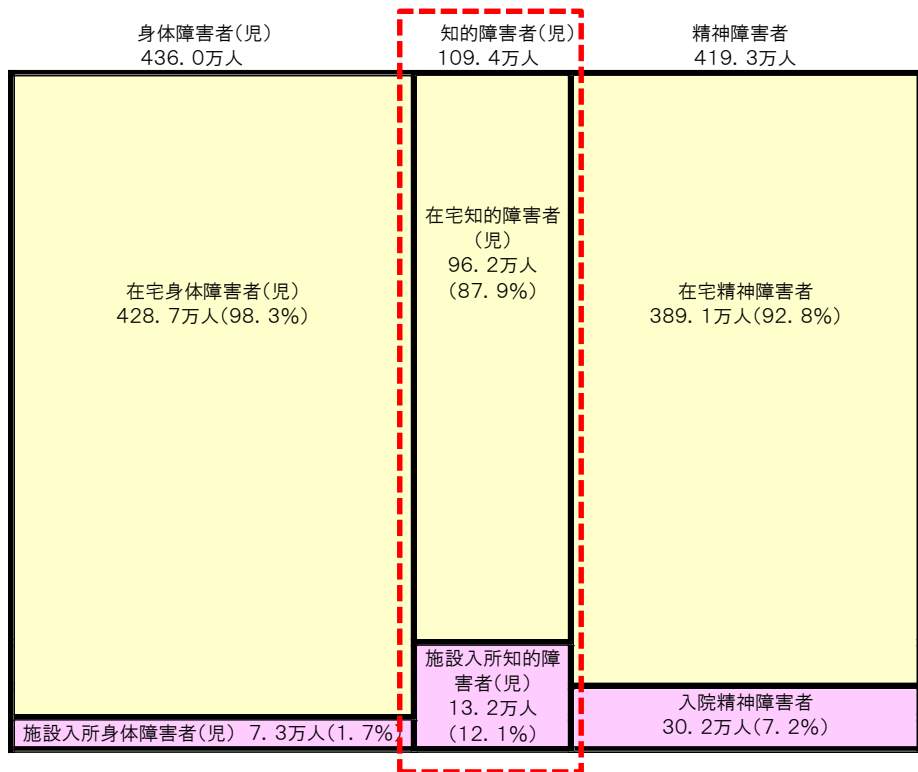 身体障害者(児)
436.0万人
知的障害者(児)
109.4万人
精神障害者
419.3万人
在宅身体障害者(児)
428.7万人(98.3%)
在宅知的障害者
(児)
96.2万人
(87.9%)
在宅精神障害者
389.1万人(92.8%)
施設入所身体障害者(児) 7.3万人(1.7%)
施設入所知的障
害者(児)
13.2万人
(12.1%)
入院精神障害者
30.2万人(7.2%)